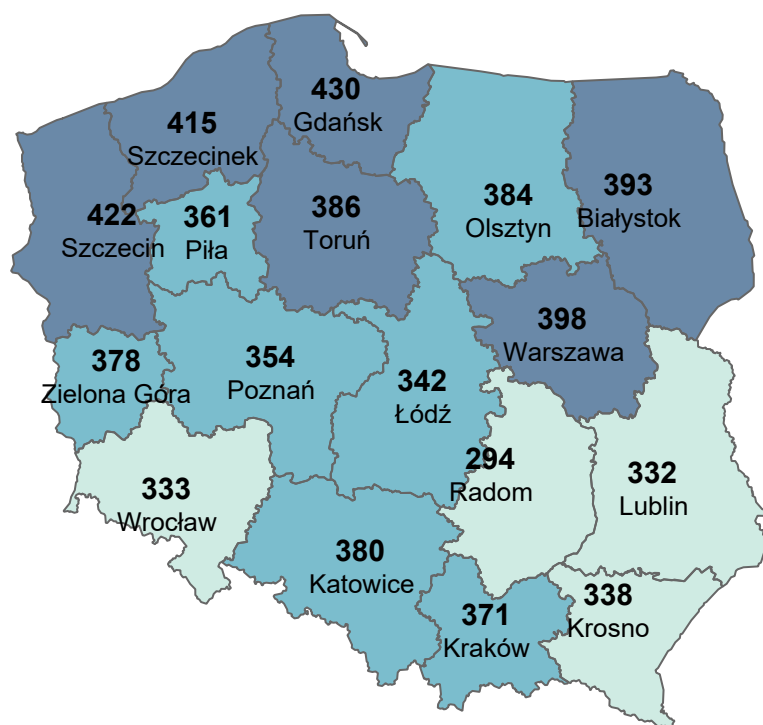 430
Gdańsk
415
Szczecinek
393
Białystok
384
Olsztyn
386
Toruń
361
Piła
422
Szczecin
398
Warszawa
378
Zielona Góra
354
Poznań
342
Łódź
294
Radom
332
Lublin
333
Wrocław
380
Katowice
338
Krosno
371
Kraków